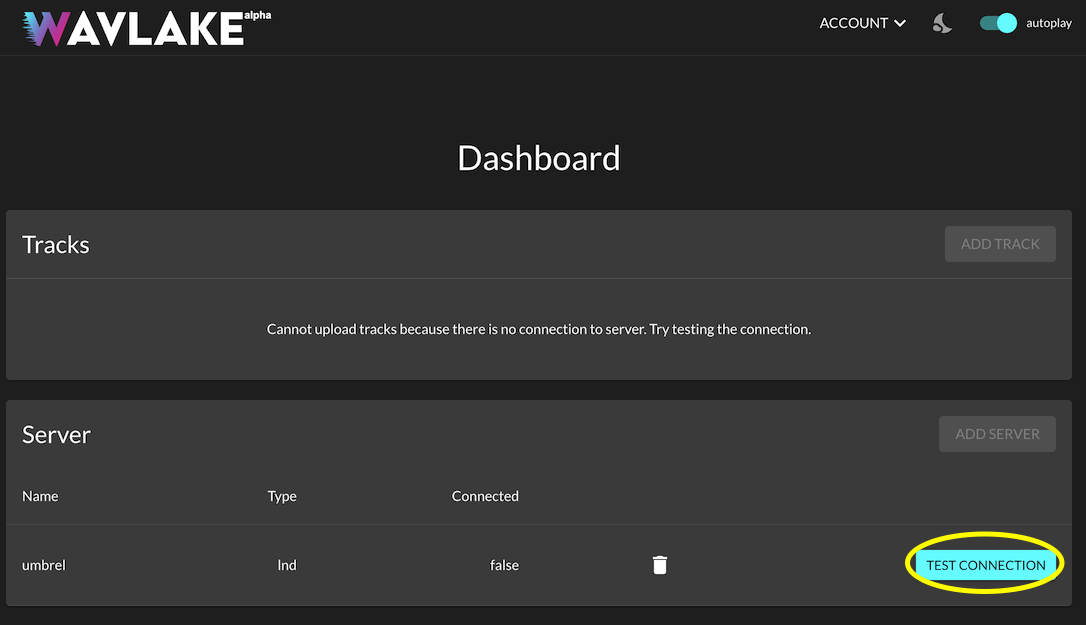 WAVLAKE alpha
ACCOUNT
autoplay
Dashboard
Tracks
ADD TRACK
Cannot upload tracks because there is no connection to server. Try testing the connection.
Server
ADD SERVER
Name Type Connected
umbrel lnd false TEST CONNECTION